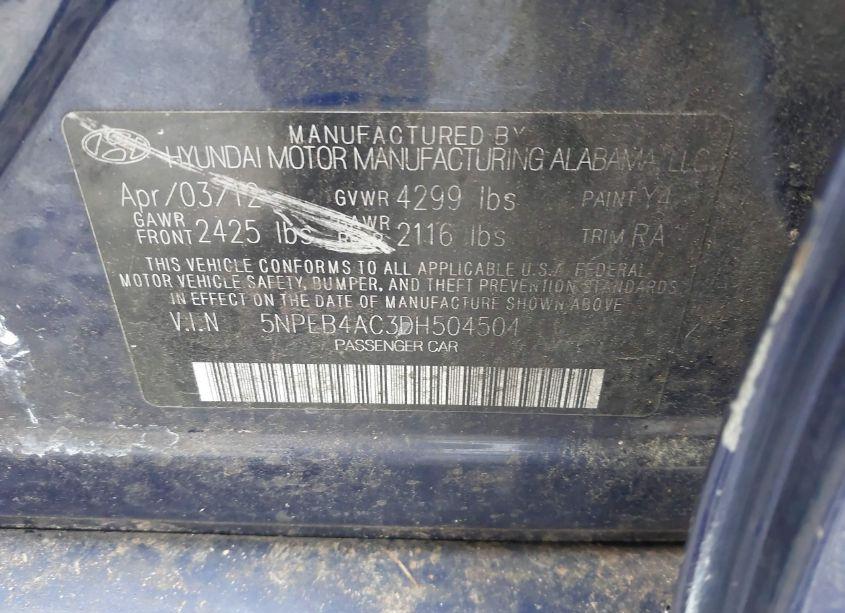 MANUFACTURED BY
HYUNDAI MOTOR MANUFACTURING ALABAMA, LLC
Apr/03/12 GVWR 4299 lbs PAINT Y4
GAWR FRONT 2425 lbs GAWR REAR 2116 lbs TRIM RA
THIS VEHICLE CONFORMS TO ALL APPLICABLE U.S.A. FEDERAL
MOTOR VEHICLE SAFETY, BUMPER, AND THEFT PREVENTION STANDARDS
IN EFFECT ON THE DATE OF MANUFACTURE SHOWN ABOVE
V.I.N 5NPEB4AC3DH504504
PASSENGER CAR